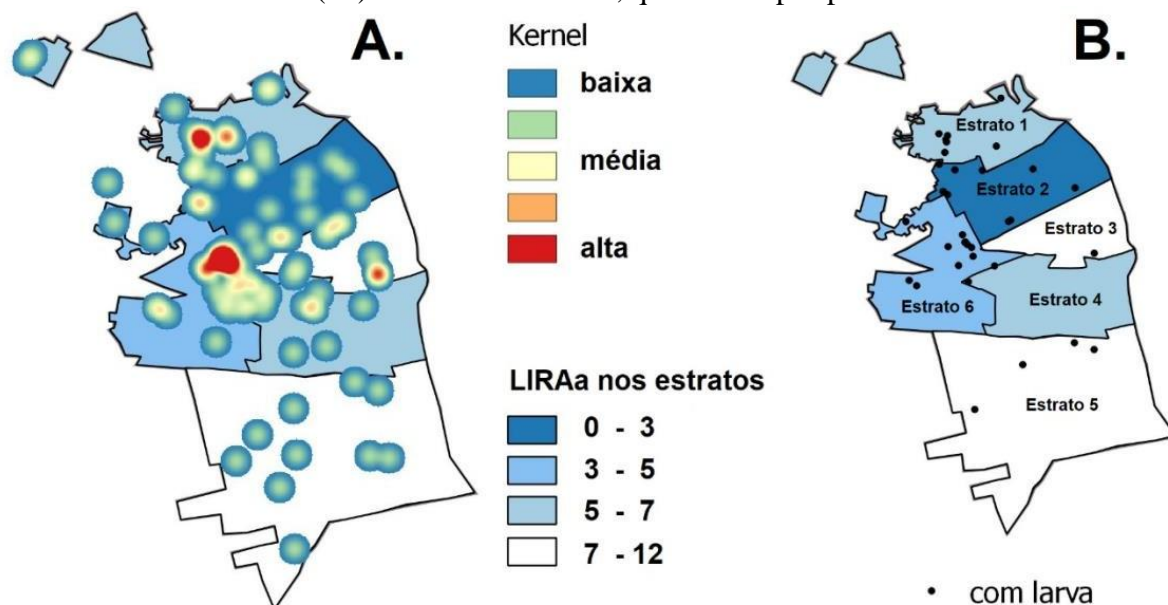 A.
Kernel
baixa
média
alta
LIRAa nos estratos
0 - 3
3 - 5
5 - 7
7 - 12
B.
Estrato 1
Estrato 2
Estrato 3
Estrato 4
Estrato 6
Estrato 5
• com larva